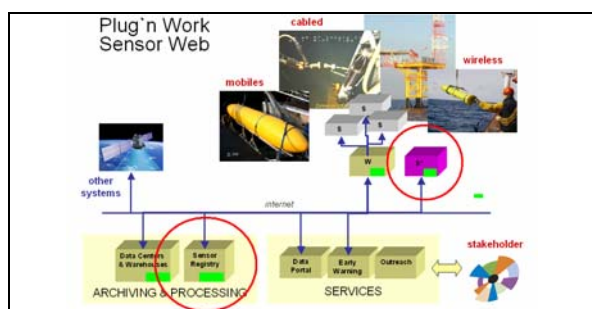 Plug`n Work
Sensor Web
cabled
wireless
mobiles
S
S
S
W
other
systems
internet
Data Centers
& Warehouses
Sensor
Registry
Data
Portal
Early
Warning
Outreach
stakeholder
ARCHIVING & PROCESSING
SERVICES